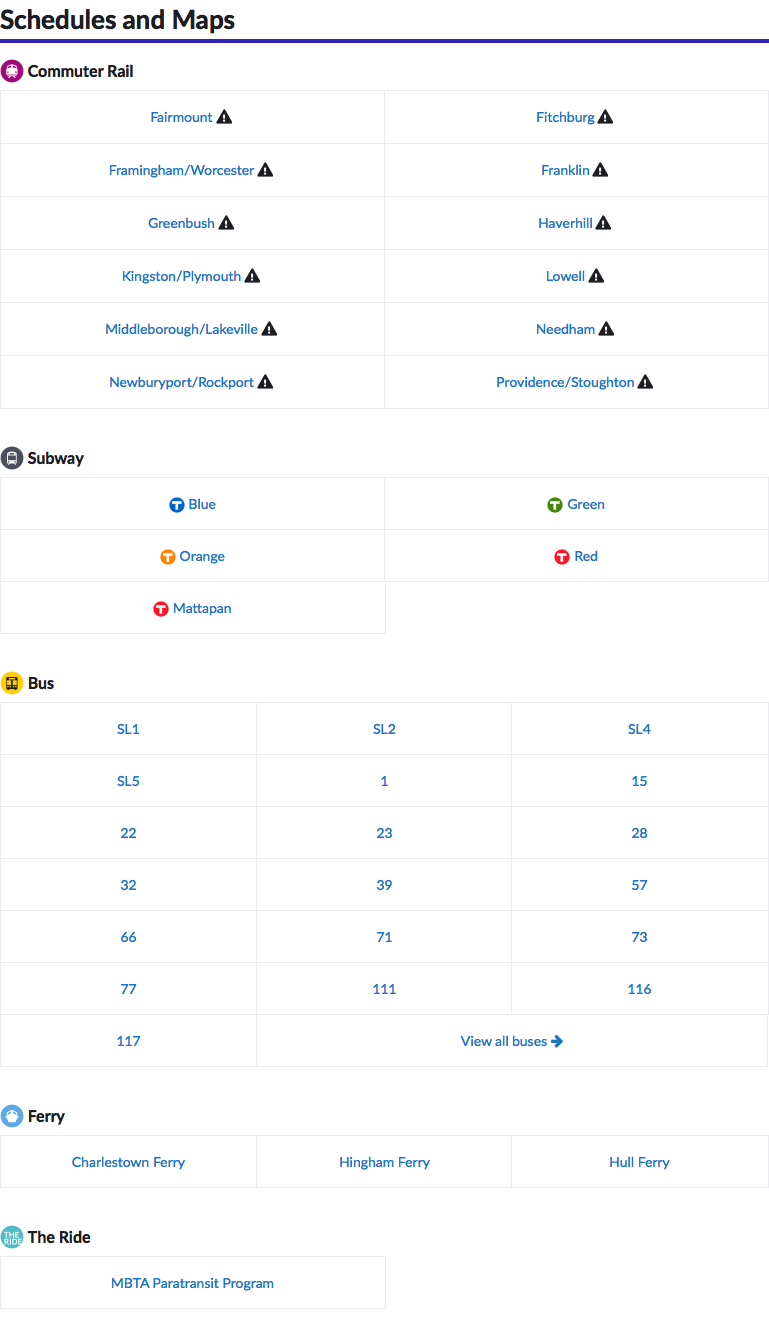 Schedules and Maps
Commuter Rail
Fairmount Fitchburg
Framingham/Worcester Franklin
Greenbush Haverhill
Kingston/Plymouth Lowell
Middleborough/Lakeville Needham
Newburyport/Rockport Providence/Stoughton
Subway
T Blue T Green
T Orange T Red
T Mattapan
Bus
SL1 SL2 SL4
SL5 1 15
22 23 28
32 39 57
66 71 73
77 111 116
117 View all buses
Ferry
Charlestown Ferry Hingham Ferry Hull Ferry
THE RIDE The Ride
MBTA Paratransit Program